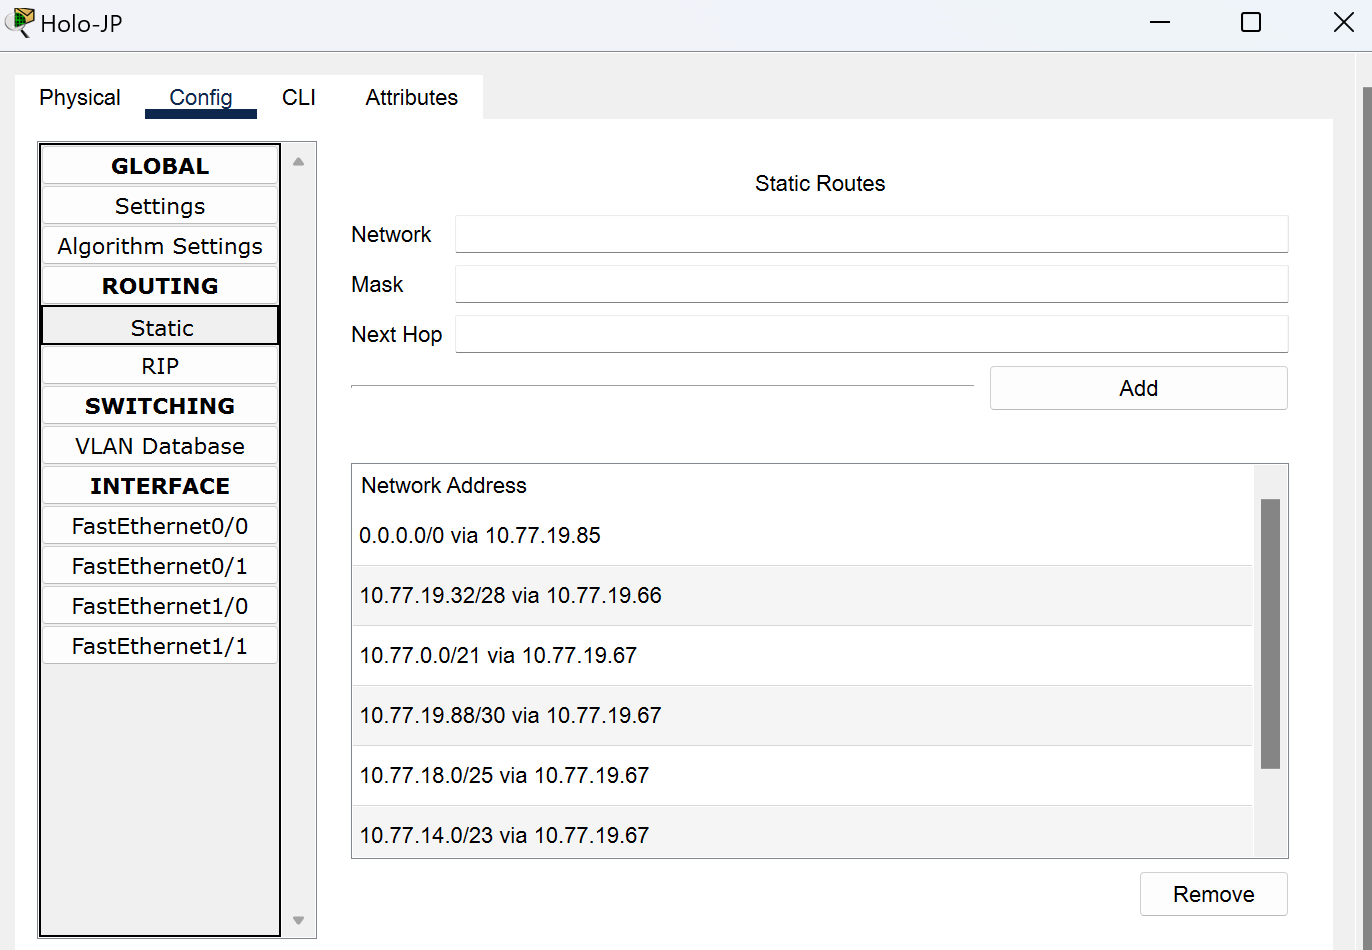 Holo-JP
Physical Config CLI Attributes
GLOBAL
Settings
Algorithm Settings
ROUTING
Static
RIP
SWITCHING
VLAN Database
INTERFACE
FastEthernet0/0
FastEthernet0/1
FastEthernet1/0
FastEthernet1/1
Static Routes
Network
Mask
Next Hop
Add
Network Address
0.0.0.0/0 via 10.77.19.85
10.77.19.32/28 via 10.77.19.66
10.77.0.0/21 via 10.77.19.67
10.77.19.88/30 via 10.77.19.67
10.77.18.0/25 via 10.77.19.67
10.77.14.0/23 via 10.77.19.67
Remove